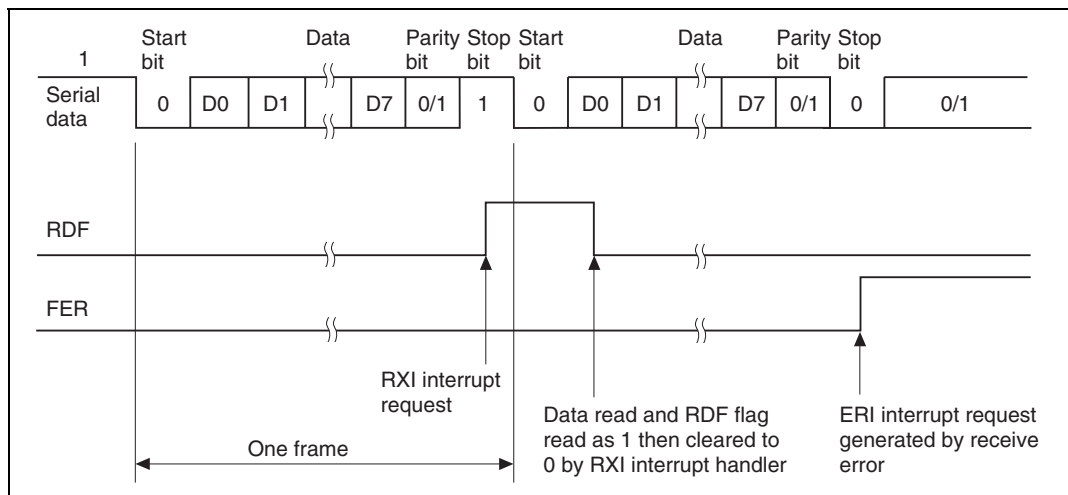 Start bit
Data
Parity bit
Stop bit
Start bit
Data
Parity bit
Stop bit
1
Serial data
0
D0
D1
D7
0/1
1
0
D0
D1
D7
0/1
0
0/1
RDF
FER
RXI interrupt
request
Data read and RDF flag
read as 1 then cleared to
0 by RXI interrupt handler
ERI interrupt request
generated by receive
error
One frame